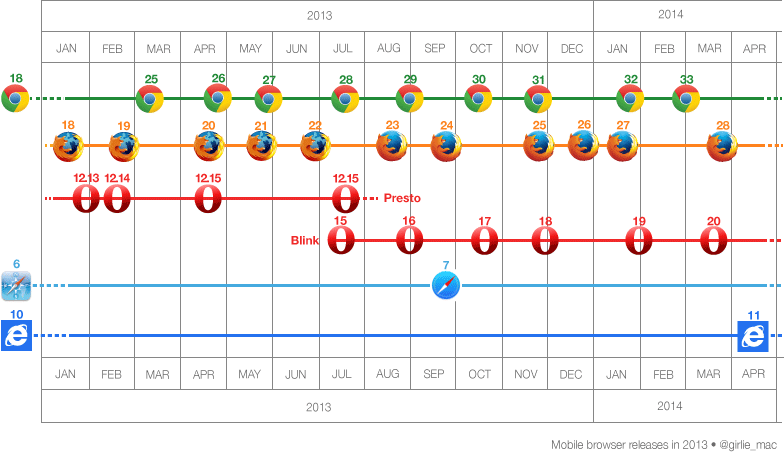 2013 2014
JAN FEB MAR APR MAY JUN JUL AUG SEP OCT NOV DEC JAN FEB MAR APR
18 25 26 27 28 29 30 31 32 33
18 19 20 21 22 23 24 25 26 27 28
12.13 12.14 12.15 12.15 Presto
Blink 15 16 17 18 19 20
6 7
10 11
JAN FEB MAR APR MAY JUN JUL AUG SEP OCT NOV DEC JAN FEB MAR APR
2013 2014
Mobile browser releases in 2013 • @girlie_mac